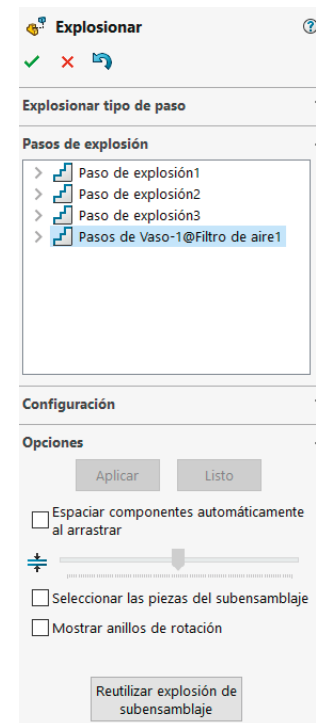 Explosionar
Explosionar tipo de paso
Pasos de explosión
Paso de explosión1
Paso de explosión2
Paso de explosión3
Pasos de Vaso-1@Filtro de aire1
Configuración
Opciones
Aplicar Listo
Espaciar componentes automáticamente
al arrastrar
Seleccionar las piezas del subensamblaje
Mostrar anillos de rotación
Reutilizar explosión de
subensamblaje